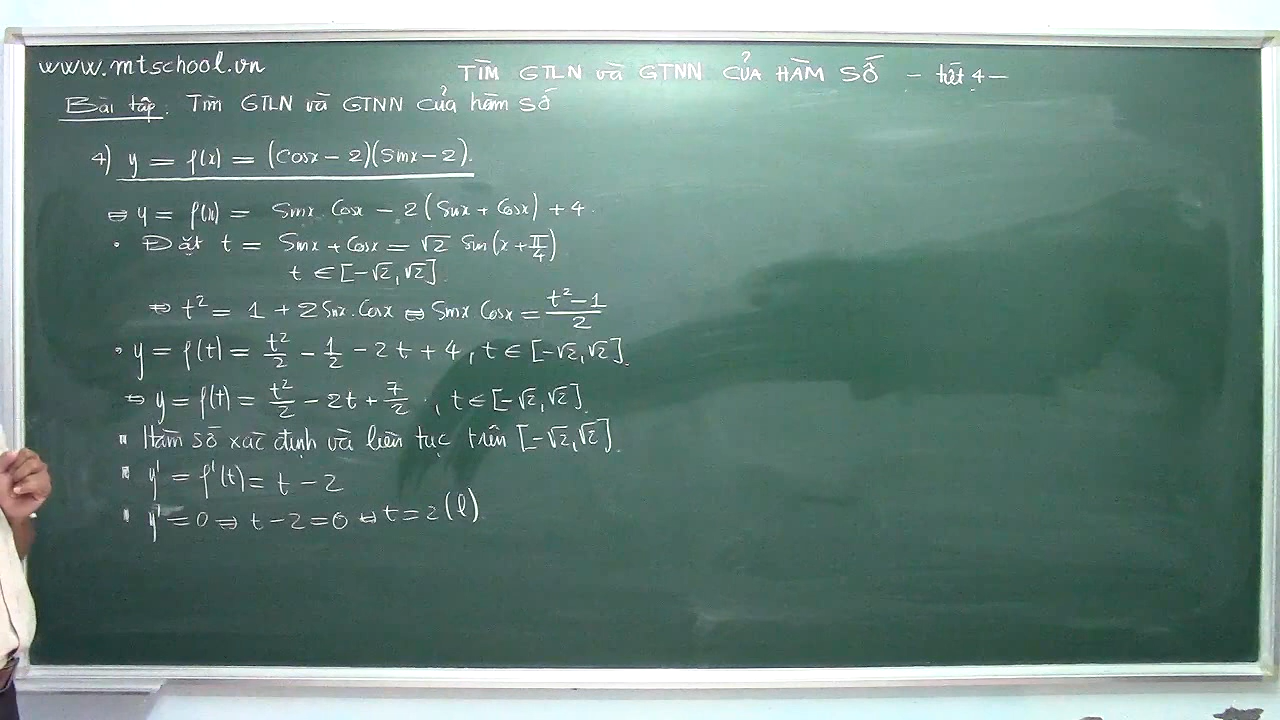 www.mtschool.vn
TÌM GTLN và GTNN CỦA HÀM SỐ - tiết 4 -
Bài tập: Tìm GTLN và GTNN của hàm số
4) y = f(x) = (cosx - 2)(sinx - 2).
⇔ y = f(x) = sinx cosx - 2(sinx + cosx) + 4.
• Đặt t = sinx + cosx = √2 sin(x + π/4)
t ∈ [-√2, √2].
⇔ t² = 1 + 2sinx.cosx ⇔ sinx cosx = (t² - 1)/2
• y = f(t) = t²/2 - 1/2 - 2t + 4, t ∈ [-√2, √2].
⇔ y = f(t) = t²/2 - 2t + 7/2, t ∈ [-√2, √2].
▪ Hàm số xác định và liên tục trên [-√2, √2].
▪ y' = f'(t) = t - 2
▪ y' = 0 ⇔ t - 2 = 0 ⇔ t = 2 (l)